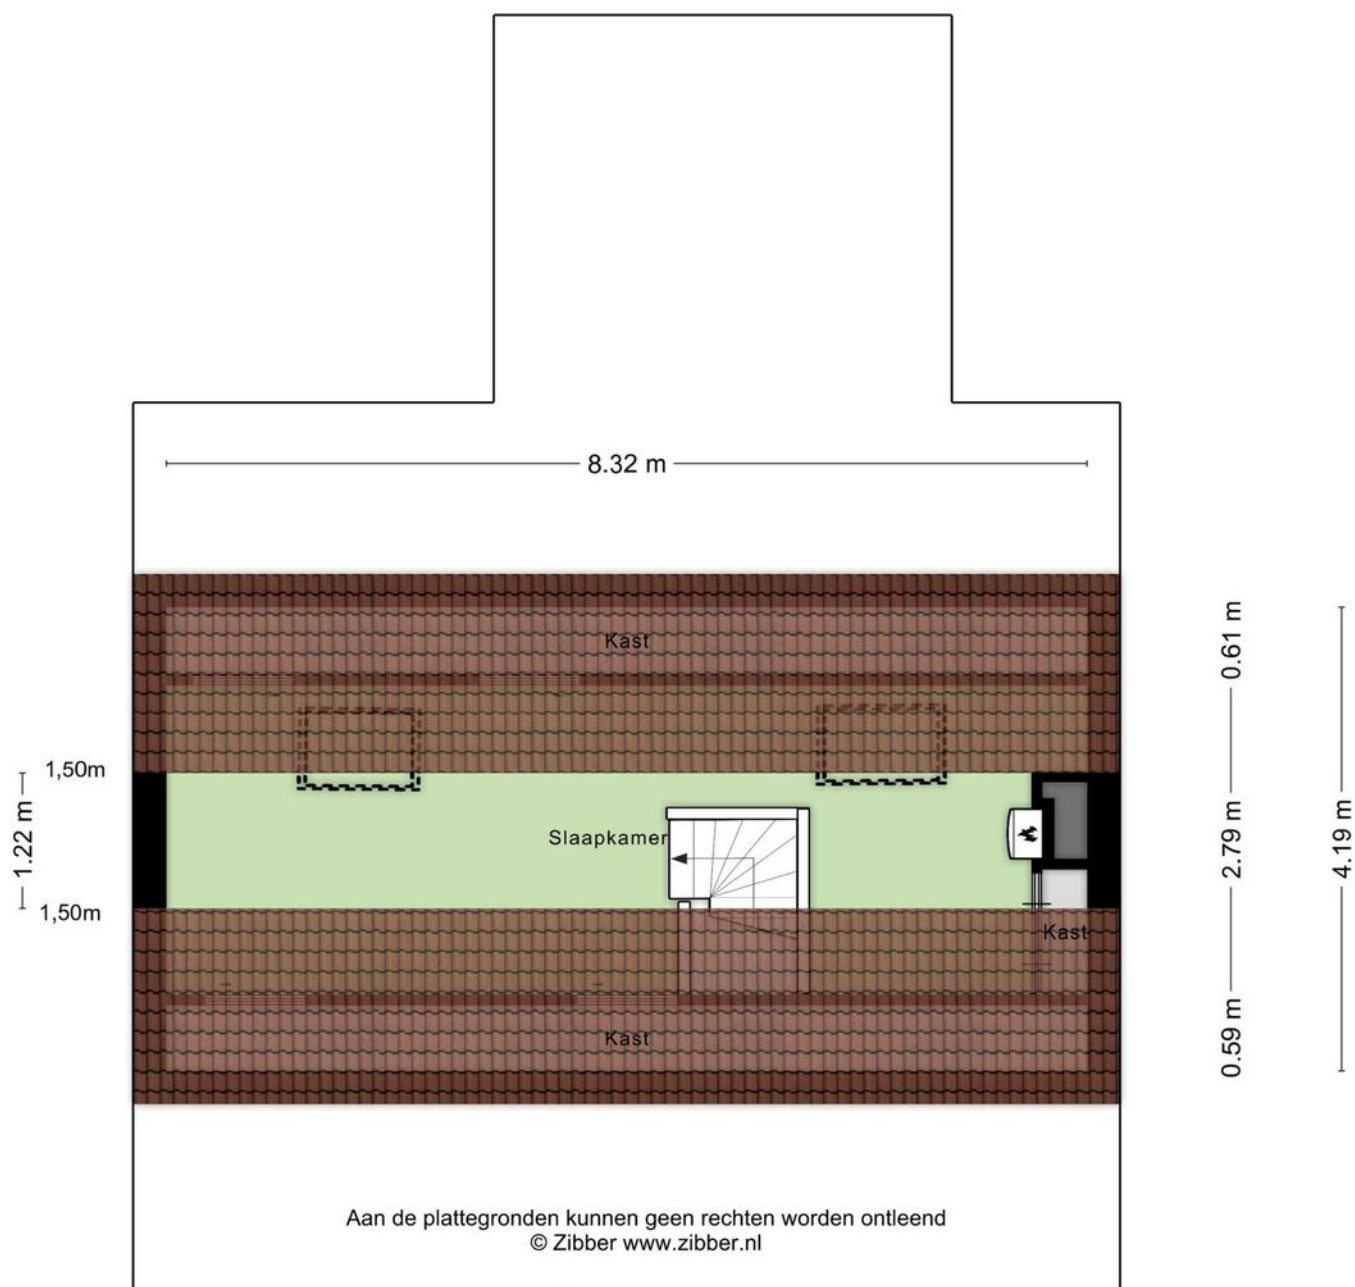 8.32 m
Kast
0.61 m
1,50m
1.22 m
Slaapkamer
2.79 m
4.19 m
1,50m
Kast
Kast
0.59 m
Aan de plattegronden kunnen geen rechten worden ontleend
© Zibber www.zibber.nl